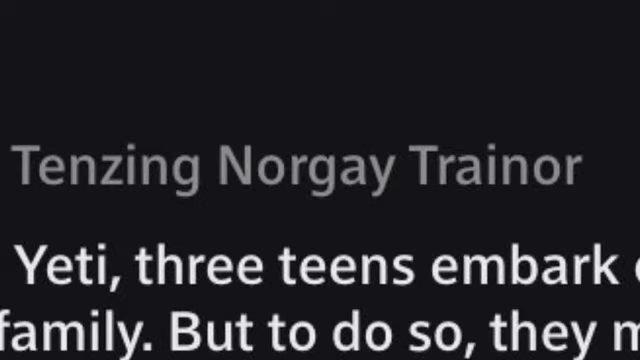 Tenzing Norgay Trainor
Yeti, three teens embark
family. But to do so, they